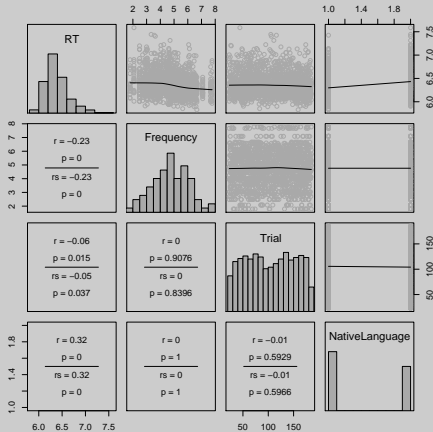 2 3 4 5 6 7 8
1.0 1.4 1.8
RT
6.0 6.5 7.0 7.5
2 3 4 5 6 7 8
r = −0.23
p = 0
rs = −0.23
p = 0
Frequency
r = −0.06
p = 0.015
rs = −0.05
p = 0.037
r = 0
p = 0.9076
rs = 0
p = 0.8396
Trial
50 100 150
1.0 1.4 1.8
r = 0.32
p = 0
rs = 0.32
p = 0
r = 0
p = 1
rs = 0
p = 1
r = −0.01
p = 0.5929
rs = −0.01
p = 0.5966
NativeLanguage
6.0 6.5 7.0 7.5
50 100 150